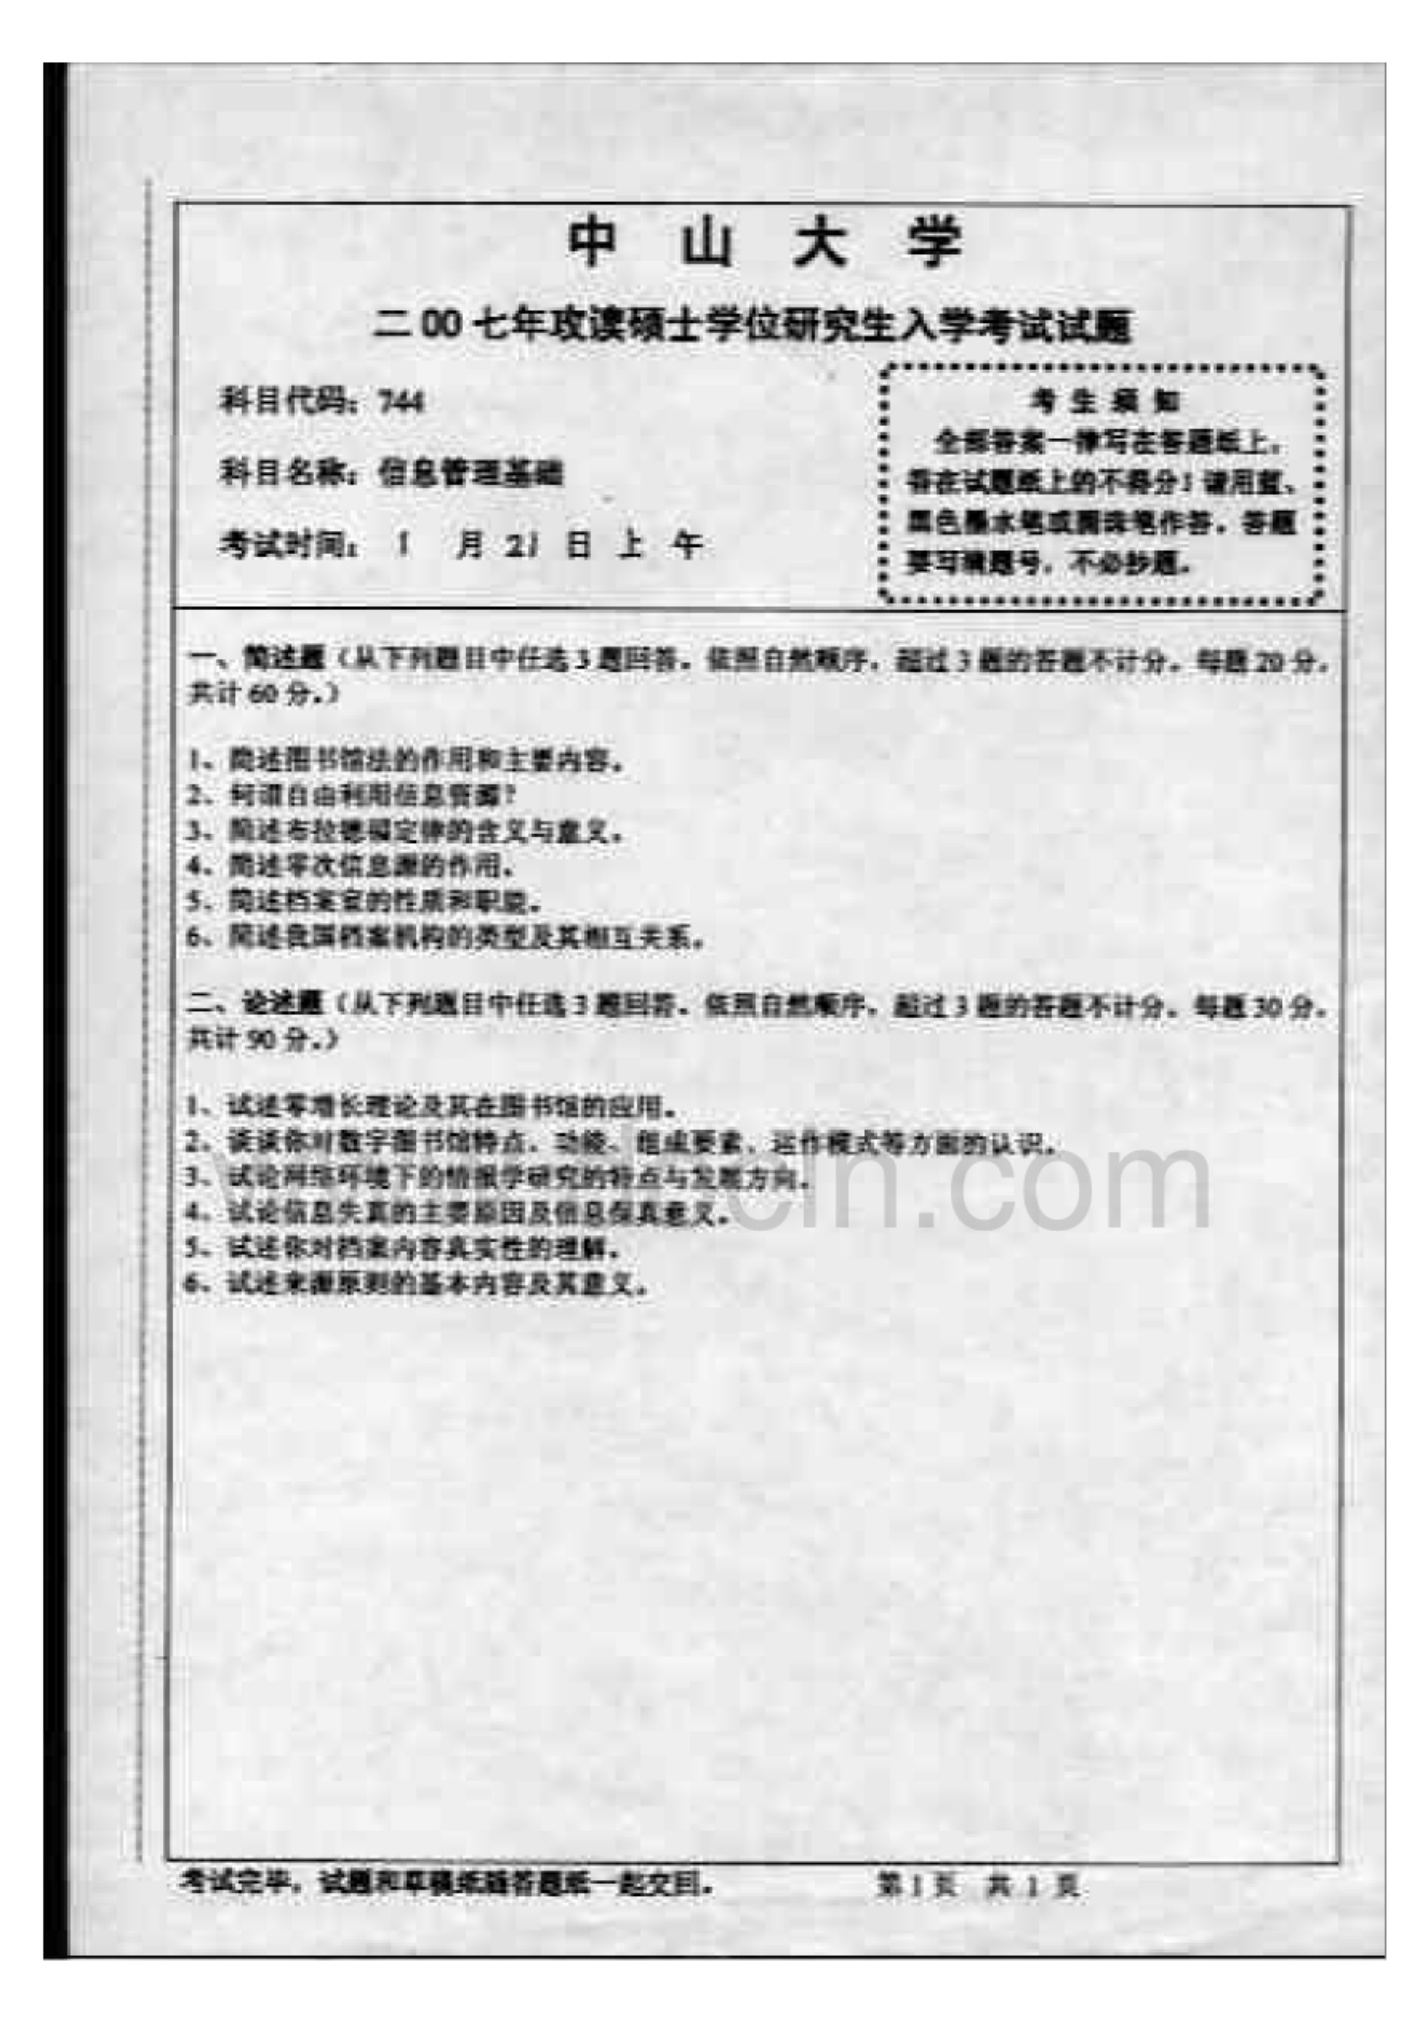 中山大学
二00七年攻读硕士学位研究生入学考试试题
科目代码：744
科目名称：信息管理基础
考试时间： 1 月 21 日 上 午
考生须知
全部答案一律写在答题纸上，
答在试题纸上的不得分！请用蓝、
黑色墨水笔或圆珠笔作答。答题
要写清题号，不必抄题。
一、简述题（从下列题目中任选3题回答。依照自然顺序，超过3题的答题不计分。每题20分，
共计60分。）
1、简述图书馆法的作用和主要内容。
2、何谓自由利用信息资源？
3、简述布拉德福定律的含义与意义。
4、简述零次信息源的作用。
5、简述档案室的性质和职能。
6、简述我国档案机构的类型及其相互关系。
二、论述题（从下列题目中任选3题回答。依照自然顺序，超过3题的答题不计分。每题30分，
共计90分。）
1、试述零增长理论及其在图书馆的应用。
2、谈谈你对数字图书馆特点、功能、组成要素、运作模式等方面的认识。
3、试论网络环境下的情报学研究的特点与发展方向。
4、试论信息失真的主要原因及信息保真意义。
5、试述你对档案内容真实性的理解。
6、试述来源原则的基本内容及其意义。
考试完毕，试题和草稿纸随答题纸一起交回。
第1页 共1页